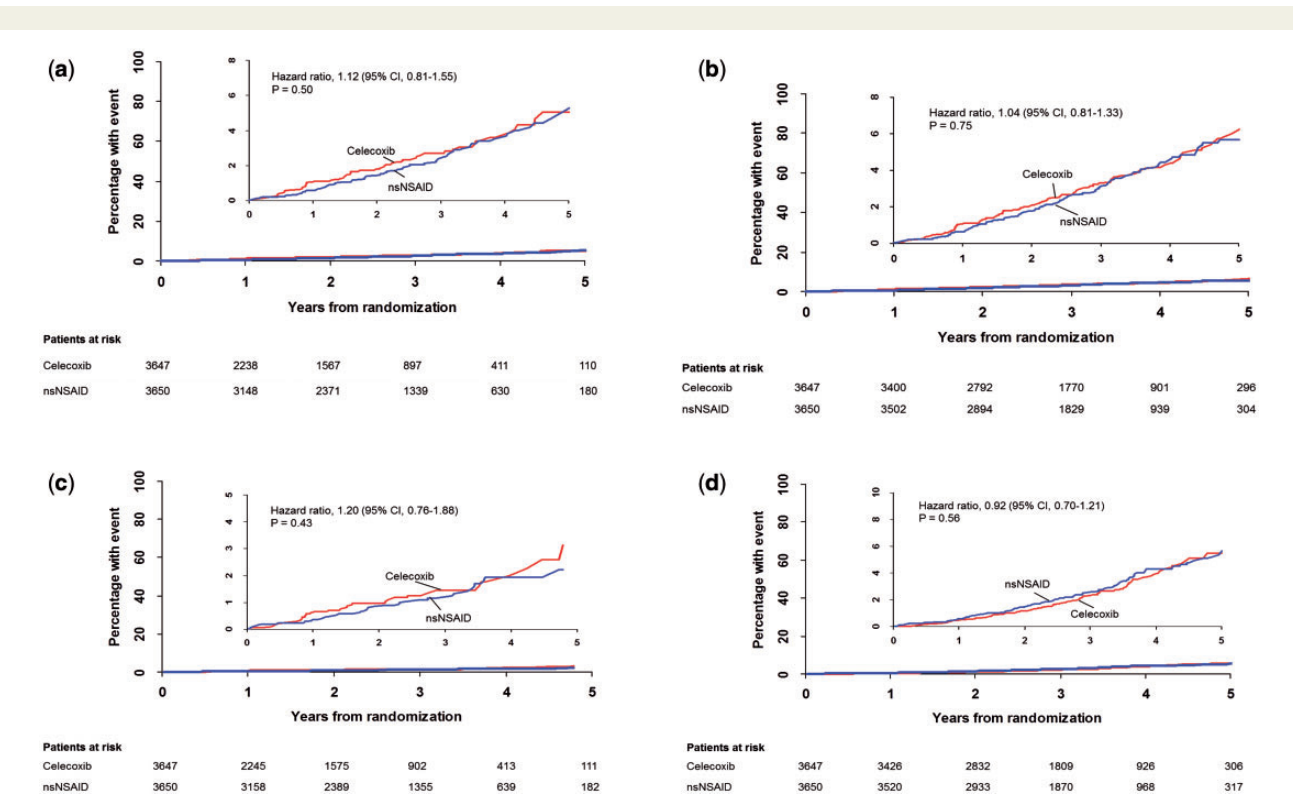 (a)
Percentage with event
100
80
60
40
20
0
8
6
4
2
0
Hazard ratio, 1.12 (95% CI, 0.81-1.55)
P = 0.50
Celecoxib
nsNSAID
0 1 2 3 4 5
0 1 2 3 4 5
Years from randomization
Patients at risk
Celecoxib 3647 2238 1567 897 411 110
nsNSAID 3650 3148 2371 1339 630 180
(b)
Percentage with event
100
80
60
40
20
0
8
6
4
2
0
Hazard ratio, 1.04 (95% CI, 0.81-1.33)
P = 0.75
Celecoxib
nsNSAID
0 1 2 3 4 5
0 1 2 3 4 5
Years from randomization
Patients at risk
Celecoxib 3647 3400 2792 1770 901 296
nsNSAID 3650 3502 2894 1829 939 304
(c)
Percentage with event
100
80
60
40
20
0
5
4
3
2
1
0
Hazard ratio, 1.20 (95% CI, 0.76-1.88)
P = 0.43
Celecoxib
nsNSAID
0 1 2 3 4 5
0 1 2 3 4 5
Years from randomization
Patients at risk
Celecoxib 3647 2245 1575 902 413 111
nsNSAID 3650 3158 2389 1355 639 182
(d)
Percentage with event
100
80
60
40
20
0
10
8
6
4
2
0
Hazard ratio, 0.92 (95% CI, 0.70-1.21)
P = 0.56
nsNSAID
Celecoxib
0 1 2 3 4 5
0 1 2 3 4 5
Years from randomization
Patients at risk
Celecoxib 3647 3426 2832 1809 926 306
nsNSAID 3650 3520 2933 1870 968 317